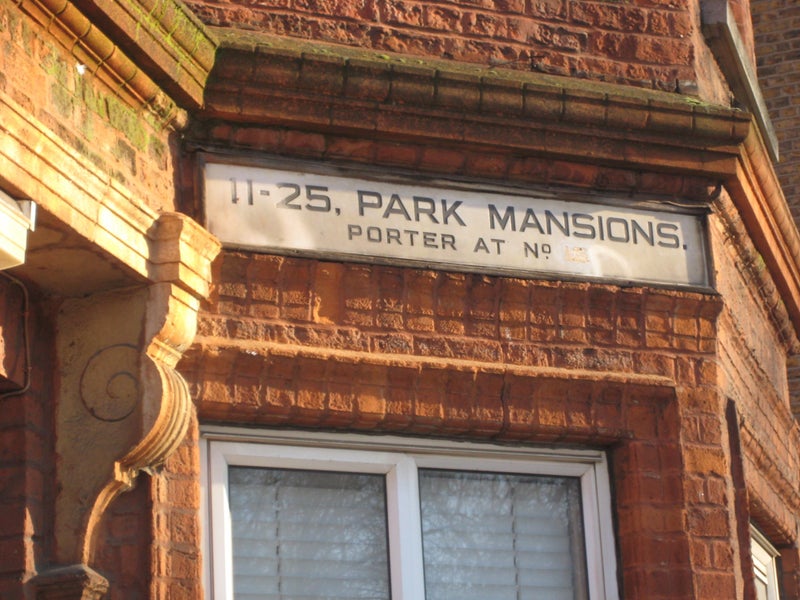 11-25, PARK MANSIONS.
PORTER AT Nº